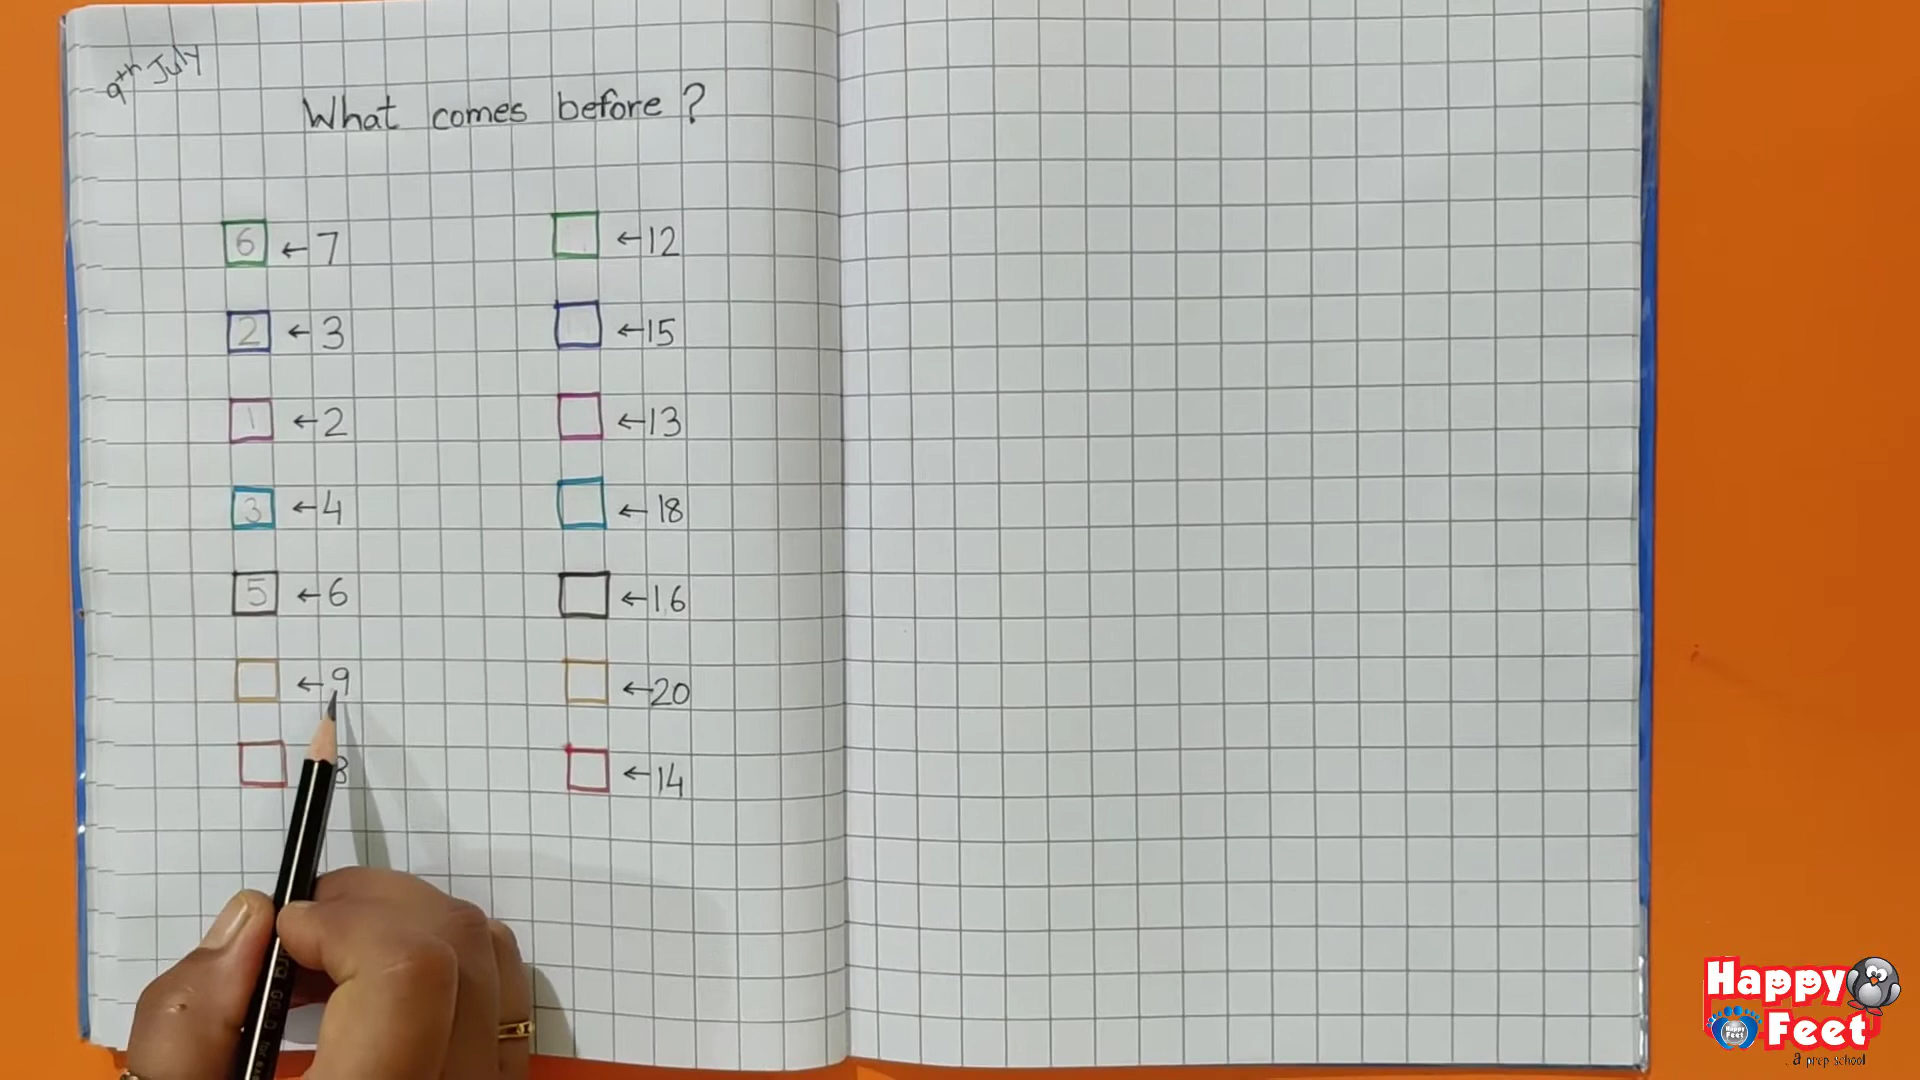 9th July
What comes before?
6 ← 7
2 ← 3
1 ← 2
3 ← 4
5 ← 6
← 9
8
← 12
← 15
← 13
← 18
← 16
← 20
← 14
Happy
Feet
a prep school